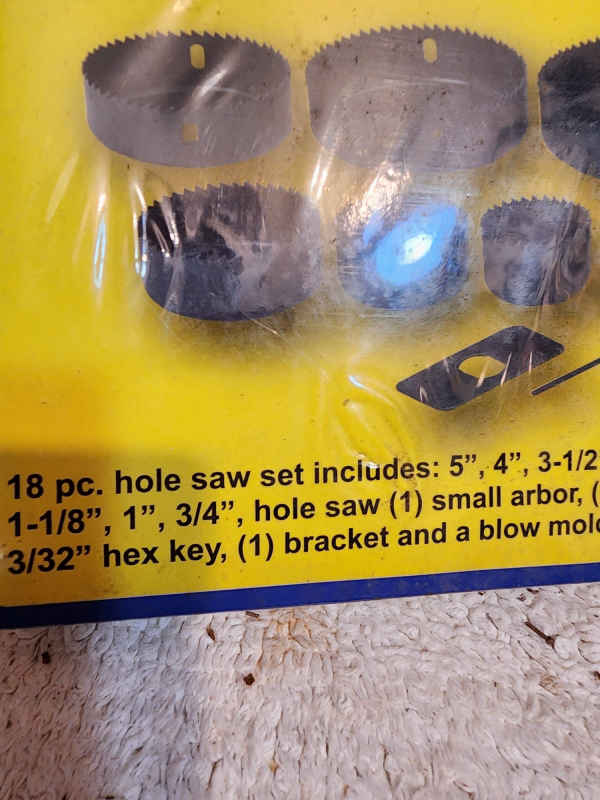 18 pc. hole saw set includes: 5”, 4”, 3-1/2
1-1/8”, 1”, 3/4”, hole saw (1) small arbor, (
3/32” hex key, (1) bracket and a blow mol